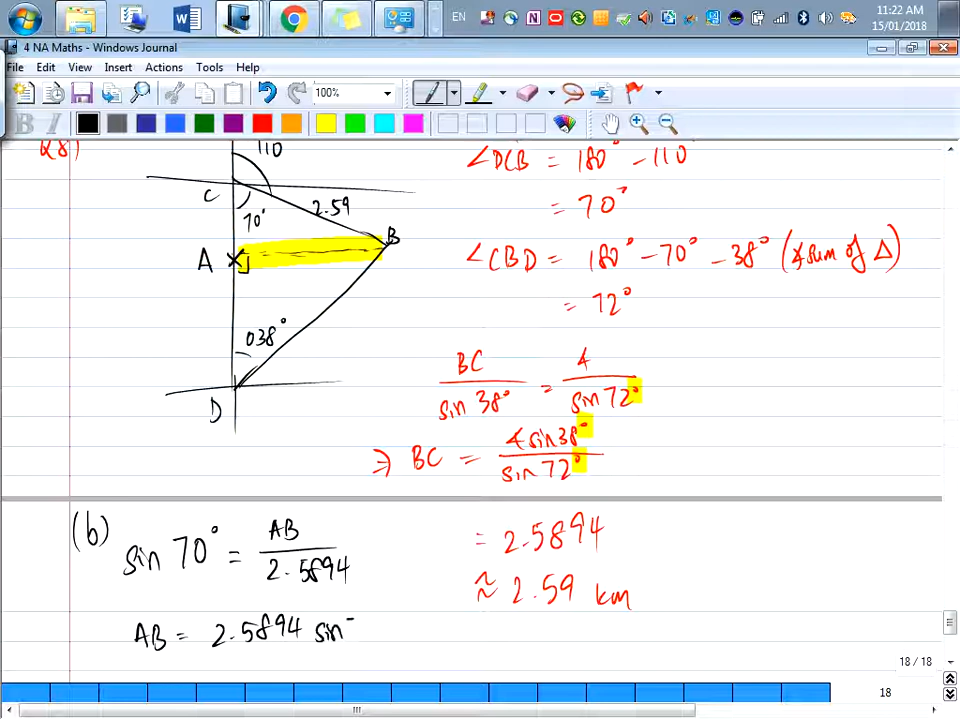 EN
11:22 AM
15/01/2018
4 NA Maths - Windows Journal
File Edit View Insert Actions Tools Help
100%
B I
110
∠DCB = 180° - 110
= 70°
C
70°
2.59
B
A
∠CBD = 180° - 70° - 38° (∠sum of Δ)
= 72°
038°
D
BC / sin 38° = 4 / sin 72°
⇒ BC = 4 sin 38° / sin 72°
= 2.5894
≈ 2.59 km
(b) sin 70° = AB / 2.5894
AB = 2.5894 sin
18 / 18
18